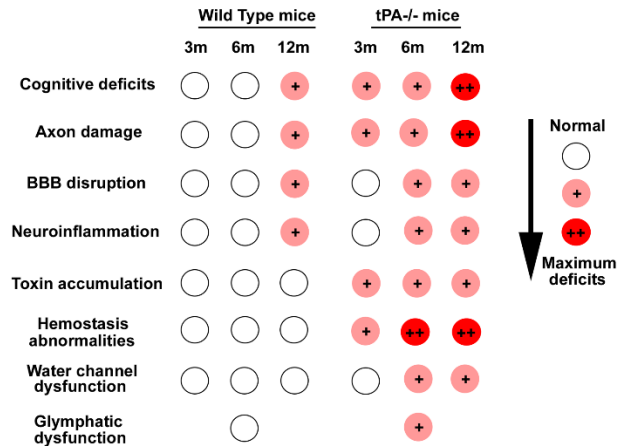 Wild Type mice tPA-/- mice
3m 6m 12m 3m 6m 12m
Cognitive deficits + + + ++
Axon damage + + + ++
Normal
BBB disruption + + +
+
Neuroinflammation + + +
++
Maximum
deficits
Toxin accumulation + + +
Hemostasis
abnormalities + ++ ++
Water channel
dysfunction + +
Glymphatic
dysfunction +